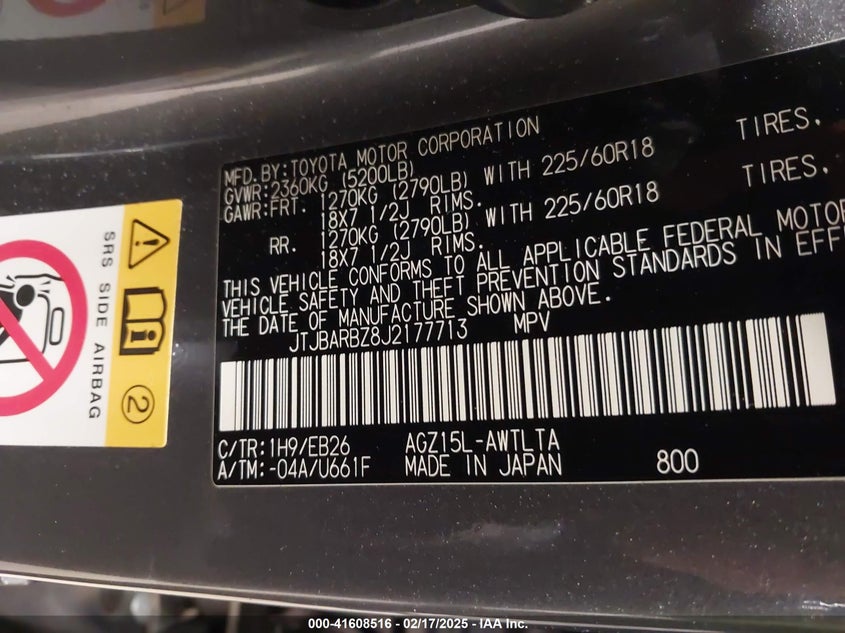 MFD.BY:TOYOTA MOTOR CORPORATION
GVWR:2360KG (5200LB)
GAWR:FRT. 1270KG (2790LB) WITH 225/60R18 TIRES,
18X7 1/2J RIMS.
RR. 1270KG (2790LB) WITH 225/60R18 TIRES,
18X7 1/2J RIMS.
THIS VEHICLE CONFORMS TO ALL APPLICABLE FEDERAL MOTOR
VEHICLE SAFETY AND THEFT PREVENTION STANDARDS IN EFF
THE DATE OF MANUFACTURE SHOWN ABOVE.
JTJBARBZ8J2177713 MPV
C/TR:1H9/EB26 AGZ15L-AWTLTA
A/TM:-04A/U661F MADE IN JAPAN 800
SRS SIDE AIRBAG
2
000-41608516 - 02/17/2025 - IAA Inc.